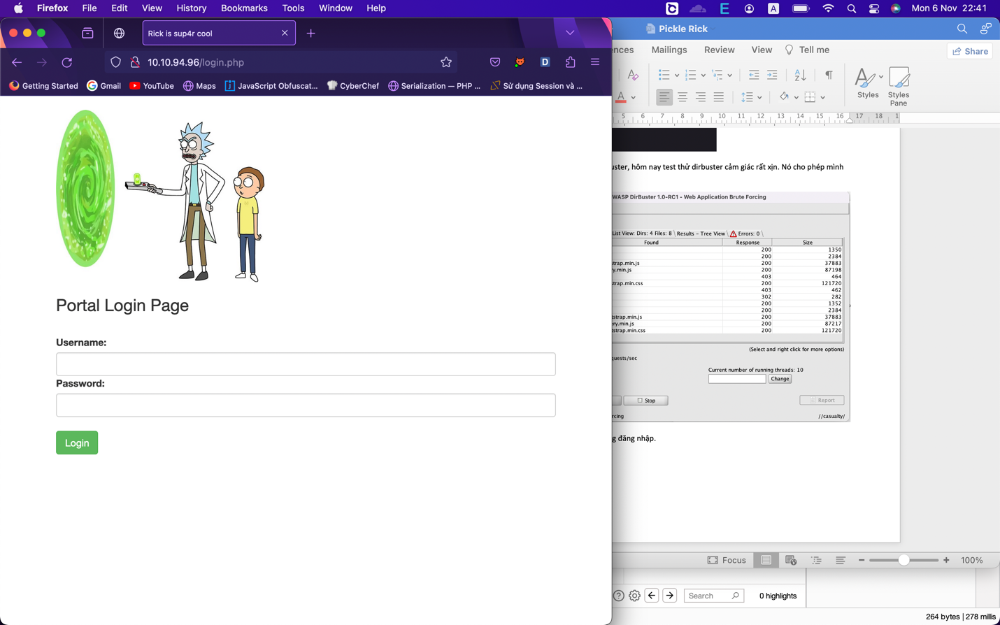 Firefox File Edit View History Bookmarks Tools Window Help
Mon 6 Nov 22:41
Rick is sup4r cool
10.10.94.96/login.php
Getting Started Gmail YouTube Maps JavaScript Obfuscat... CyberChef Serialization — PHP ... Sử dụng Session và ...
Portal Login Page
Username:
Password:
Login
Pickle Rick
Mailings Review View Tell me
Share
Styles
Styles Pane
5 6 7 8 9 10 11 12 13 14 15 16 17 18
hôm nay test thử dirbuster cảm giác rất xịn. Nó cho phép mình
WASP DirBuster 1.0-RC1 - Web Application Brute Forcing
List View: Dirs: 4 Files: 8 Results - Tree View Errors: 0
Found Response Size
200 1350
200 2384
strap.min.js 200 37883
ry.min.js 200 87198
403 464
strap.min.css 200 121720
403 462
302 282
200 1352
200 2384
tstrap.min.js 200 37883
ery.min.js 200 87217
tstrap.min.css 200 121720
(Select and right click for more options)
quests/sec
Current number of running threads: 10
Change
Stop
Report
rcing
//casualty/
g đăng nhập.
Focus
100%
Search
0 highlights
264 bytes | 278 millis